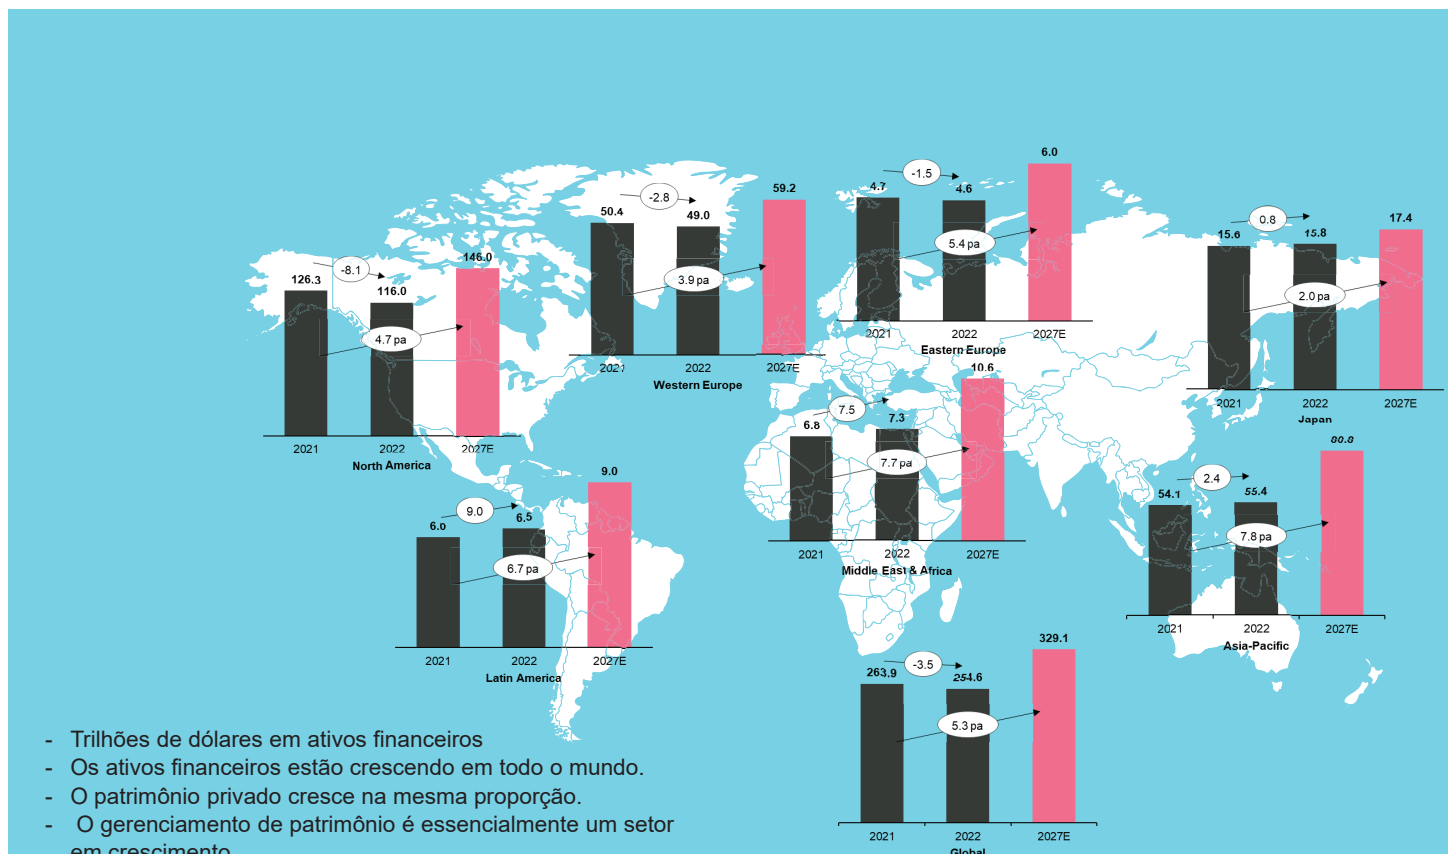 -8.1
126.3
116.0
146.0
4.7 pa
2021
2022
2027E
North America
-2.8
50.4
49.0
59.2
3.9 pa
2021
2022
2027E
Western Europe
-1.5
4.7
4.6
6.0
5.4 pa
2021
2022
2027E
Eastern Europe
0.8
15.6
15.8
17.4
2.0 pa
2021
2022
2027E
Japan
9.0
6.0
6.5
9.0
6.7 pa
2021
2022
2027E
Latin America
7.5
6.8
7.3
10.6
7.7 pa
2021
2022
2027E
Middle East & Africa
2.4
54.1
55.4
7.8 pa
2021
2022
2027E
Asia-Pacific
-3.5
263.9
254.6
329.1
5.3 pa
2021
2022
2027E
Global
- Trilhões de dólares em ativos financeiros
- Os ativos financeiros estão crescendo em todo o mundo.
- O patrimônio privado cresce na mesma proporção.
- O gerenciamento de patrimônio é essencialmente um setor
em crescimento